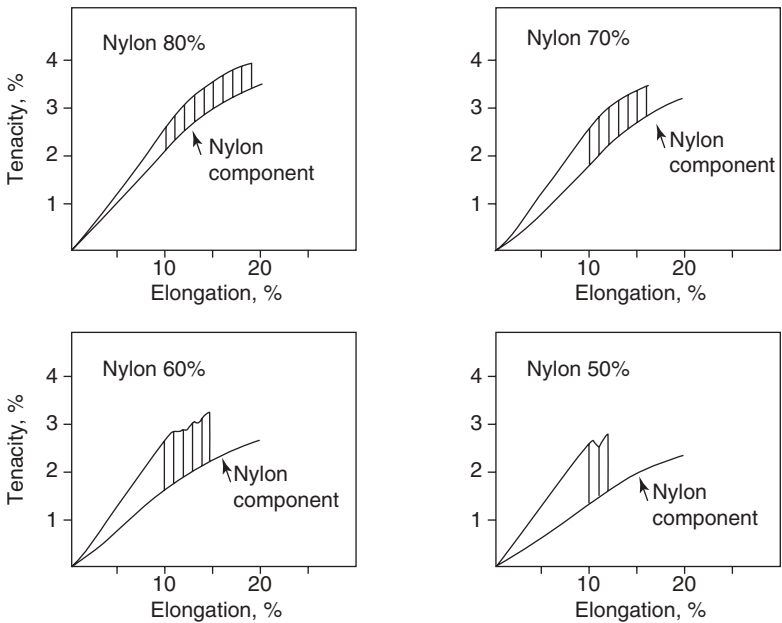 Nylon 80%
4
3
2
1
Tenacity, %
Nylon
component
10
20
Elongation, %
Nylon 70%
4
3
2
1
Nylon
component
10
20
Elongation, %
Nylon 60%
4
3
2
1
Tenacity, %
Nylon
component
10
20
Elongation, %
Nylon 50%
4
3
2
1
Nylon
component
10
20
Elongation, %